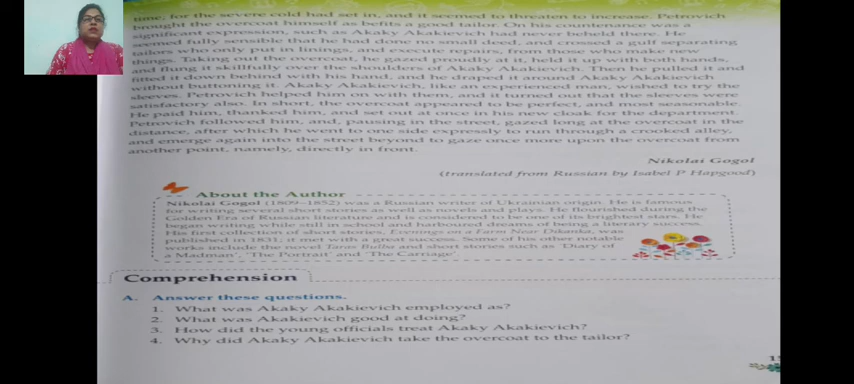 time, for the severe cold had set in, and it seemed to threaten to increase. Petrovich
brought the overcoat himself as befits a good tailor. On his countenance was a
significant expression, such as Akaky Akakievich had never beheld there. He
seemed fully sensible that he had done no small deed, and crossed a gulf separating
tailors who only put in linings, and execute repairs, from those who make new
things. Taking out the overcoat, he gazed proudly at it, held it up with both hands,
and flung it skilfully over the shoulders of Akaky Akakievich. Then he pulled it and
fitted it down behind with his hand, and he draped it around Akaky Akakievich
without buttoning it. Akaky Akakievich, like an experienced man, wished to try the
sleeves. Petrovich helped him on with them, and it turned out that the sleeves were
satisfactory also. In short, the overcoat appeared to be perfect, and most seasonable.
He paid him, thanked him, and set out at once in his new cloak for the department.
Petrovich followed him, and, pausing in the street, gazed long at the overcoat in the
distance, after which he went to one side expressly to run through a crooked alley,
and emerge again into the street beyond to gaze once more upon the overcoat from
another point, namely, directly in front.
Nikolai Gogol
(translated from Russian by Isabel P Hapgood)
About the Author
Nikolai Gogol (1809–1852) was a Russian writer of Ukrainian origin. He is famous
for writing several short stories as well as novels and plays. He flourished during the
Golden Era of Russian literature and is considered to be one of its brightest stars. He
began writing while still in school and harboured dreams of being a literary success.
His first collection of short stories, Evenings on a Farm Near Dikanka, was
published in 1831; it met with a great success. Some of his other notable
works include the novel Taras Bulba and short stories such as 'Diary of
a Madman', 'The Portrait' and 'The Carriage'.
Comprehension
A. Answer these questions.
1. What was Akaky Akakievich employed as?
2. What was Akakievich good at doing?
3. How did the young officials treat Akaky Akakievich?
4. Why did Akaky Akakievich take the overcoat to the tailor?